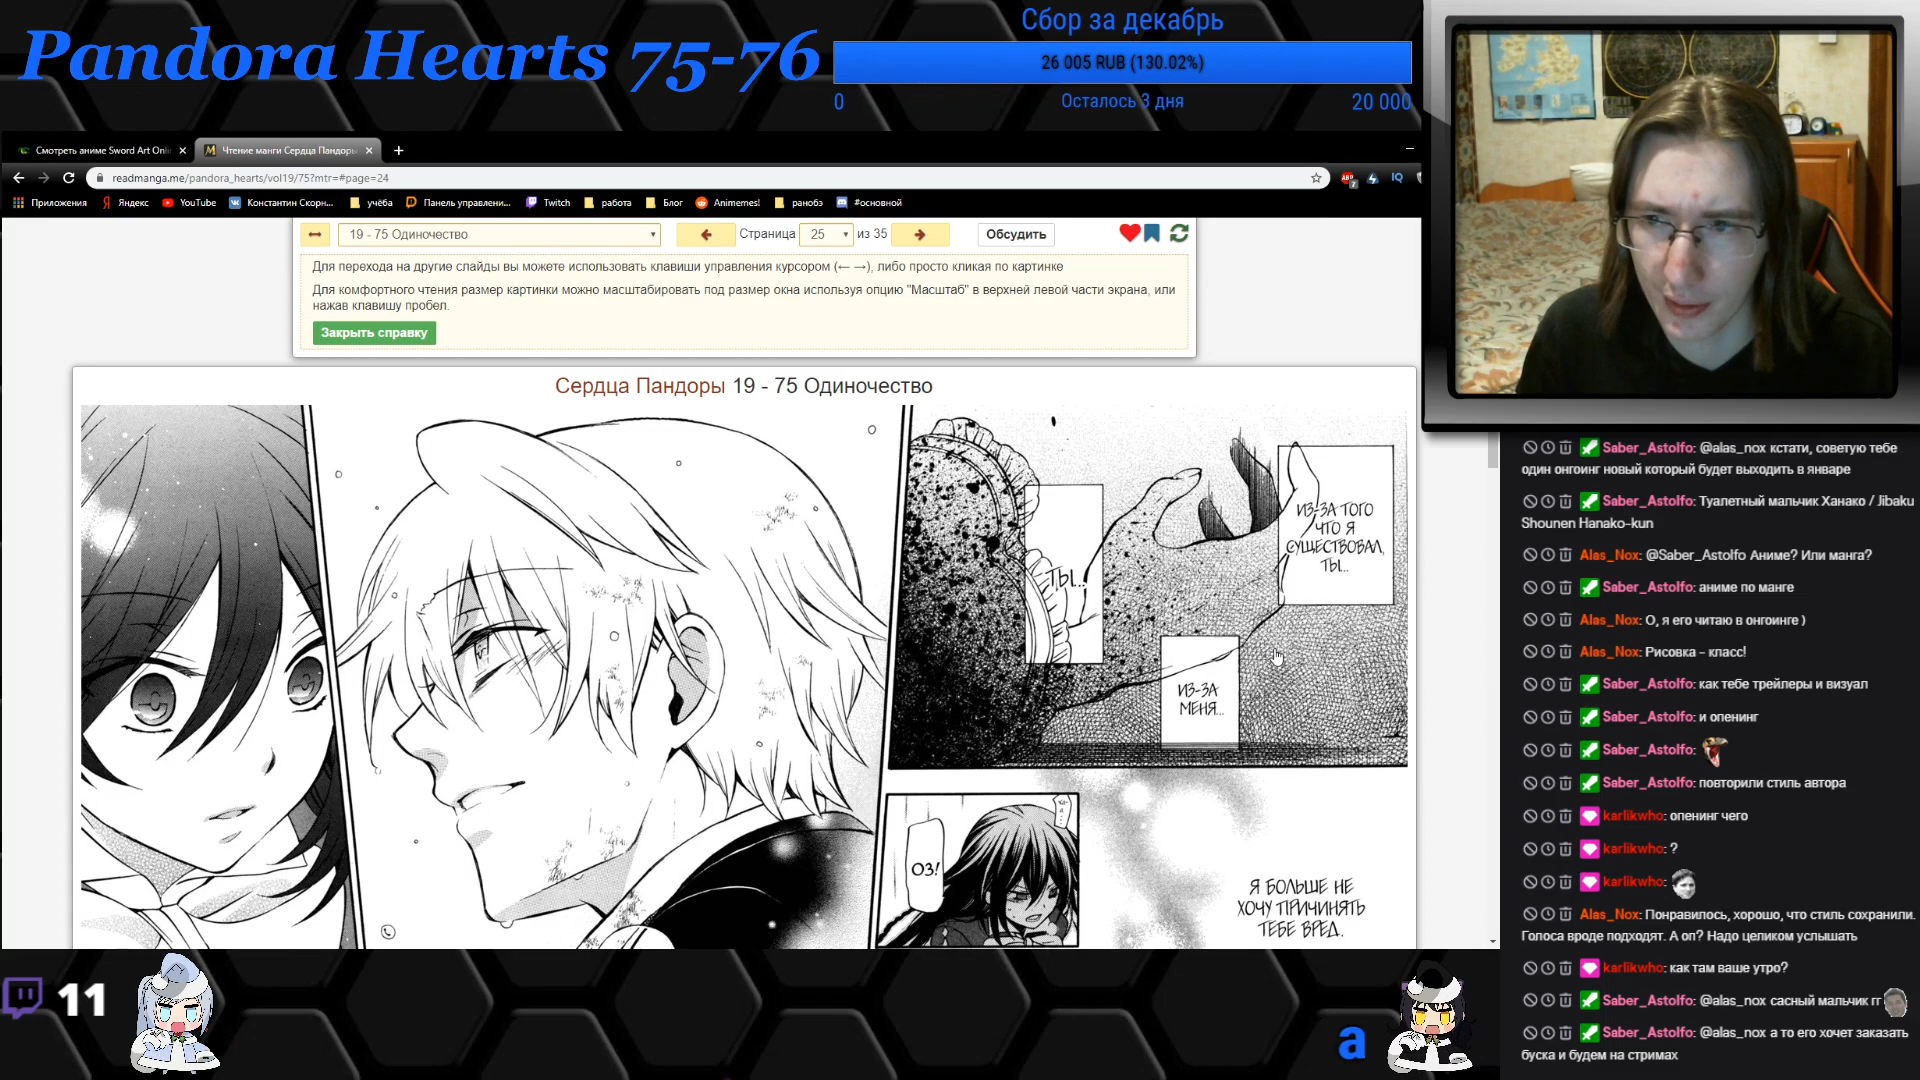 Pandora Hearts 75-76
Сбор за декабрь
26 005 RUB (130.02%)
0
Осталось 3 дня
20 000
Смотреть аниме Sword Art Onli
Чтение манги Сердца Пандоры
readmanga.me/pandora_hearts/vol19/75?mtr=#page=24
Приложения
Яндекс
YouTube
Константин Скорн...
учёба
Панель управлени...
Twitch
работа
Блог
Animemes!
ранобэ
#основной
19 - 75 Одиночество
Страница
25
из 35
Обсудить
Для перехода на другие слайды вы можете использовать клавиши управления курсором (← →), либо просто кликая по картинке
Для комфортного чтения размер картинки можно масштабировать под размер окна используя опцию "Масштаб" в верхней левой части экрана, или
нажав клавишу пробел.
Закрыть справку
Сердца Пандоры 19 - 75 Одиночество
ИЗ-ЗА ТОГО
ЧТО Я
СУЩЕСТВОВАЛ,
ТЫ...
ТЫ...
ИЗ-ЗА
МЕНЯ...
ОЗ!
Я БОЛЬШЕ НЕ
ХОЧУ ПРИЧИНЯТЬ
ТЕБЕ ВРЕД.
Saber_Astolfo: @alas_nox кстати, советую тебе
один онгоинг новый который будет выходить в январе
Saber_Astolfo: Туалетный мальчик Ханако / Jibaku
Shounen Hanako-kun
Alas_Nox: @Saber_Astolfo Аниме? Или манга?
Saber_Astolfo: аниме по манге
Alas_Nox: О, я его читаю в онгоинге )
Alas_Nox: Рисовка - класс!
Saber_Astolfo: как тебе трейлеры и визуал
Saber_Astolfo: и опенинг
Saber_Astolfo:
Saber_Astolfo: повторили стиль автора
karlikwho: опенинг чего
karlikwho: ?
karlikwho:
Alas_Nox: Понравилось, хорошо, что стиль сохранили.
Голоса вроде подходят. А оп? Надо целиком услышать
karlikwho: как там ваше утро?
Saber_Astolfo: @alas_nox сасный мальчик гг
Saber_Astolfo: @alas_nox а то его хочет заказать
буска и будем на стримах
11
a